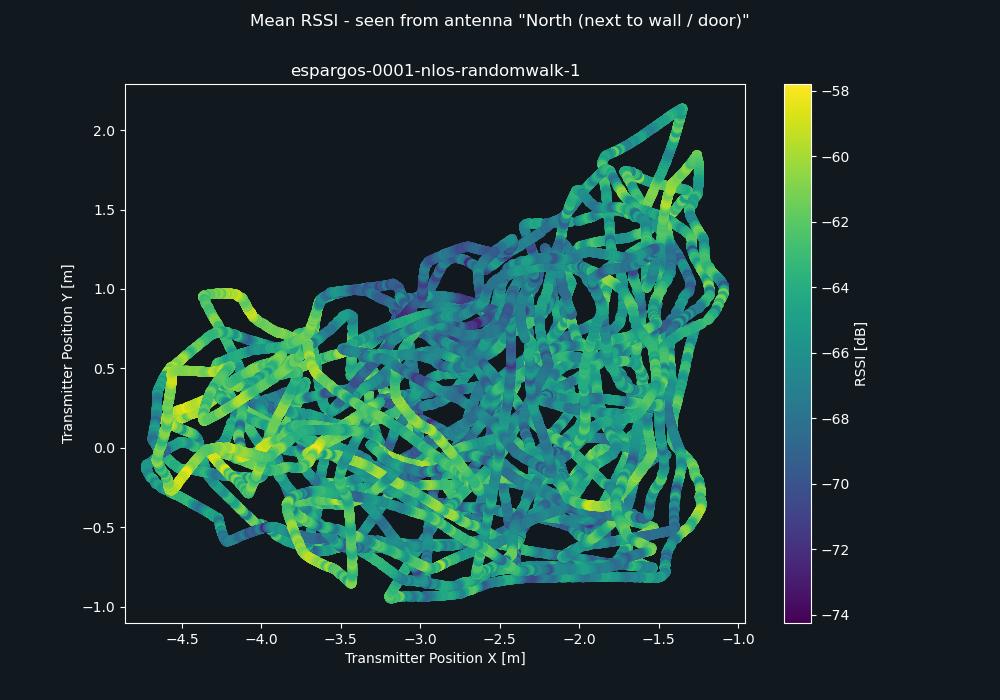 Mean RSSI - seen from antenna "North (next to wall / door)"
espargos-0001-nlos-randomwalk-1
2.0
1.5
1.0
0.5
0.0
−0.5
−1.0
Transmitter Position Y [m]
−4.5 −4.0 −3.5 −3.0 −2.5 −2.0 −1.5 −1.0
Transmitter Position X [m]
−58
−60
−62
−64
−66
−68
−70
−72
−74
RSSI [dB]